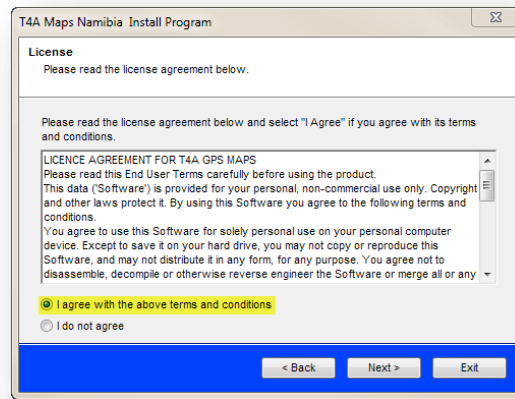 T4A Maps Namibia Install Program
License
Please read the license agreement below.
Please read the license agreement below and select "I Agree" if you agree with its terms
and conditions.
LICENCE AGREEMENT FOR T4A GPS MAPS
Please read this End User Terms carefully before using the product.
This data ('Software') is provided for your personal, non-commercial use only. Copyright
and other laws protect it. By using this Software you agree to the following terms and
conditions.
You agree to use this Software for solely personal use on your personal computer
device. Except to save it on your hard drive, you may not copy or reproduce this
Software, and may not distribute it in any form, for any purpose. You agree not to
disassemble, decompile or otherwise reverse engineer the Software or merge all or any
I agree with the above terms and conditions
I do not agree
< Back Next > Exit